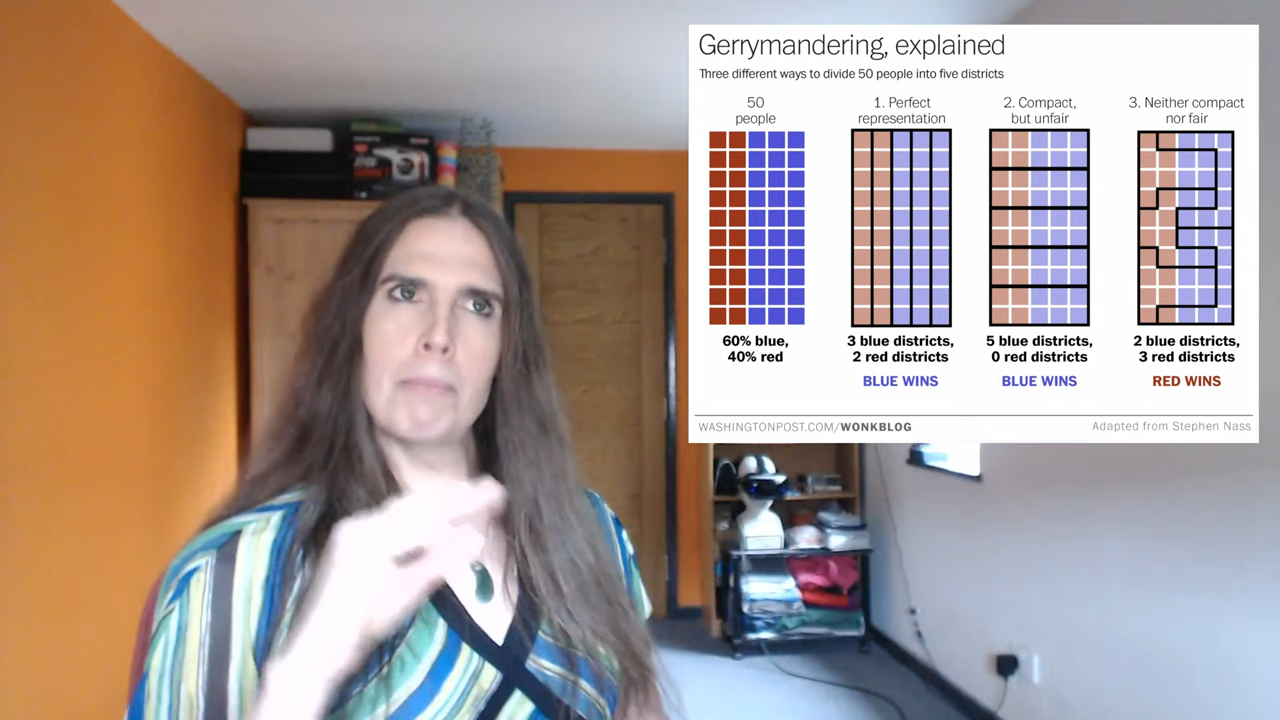 Gerrymandering, explained
Three different ways to divide 50 people into five districts
50
people
60% blue,
40% red
1. Perfect
representation
3 blue districts,
2 red districts
BLUE WINS
2. Compact,
but unfair
5 blue districts,
0 red districts
BLUE WINS
3. Neither compact
nor fair
2 blue districts,
3 red districts
RED WINS
WASHINGTONPOST.COM/WONKBLOG
Adapted from Stephen Nass